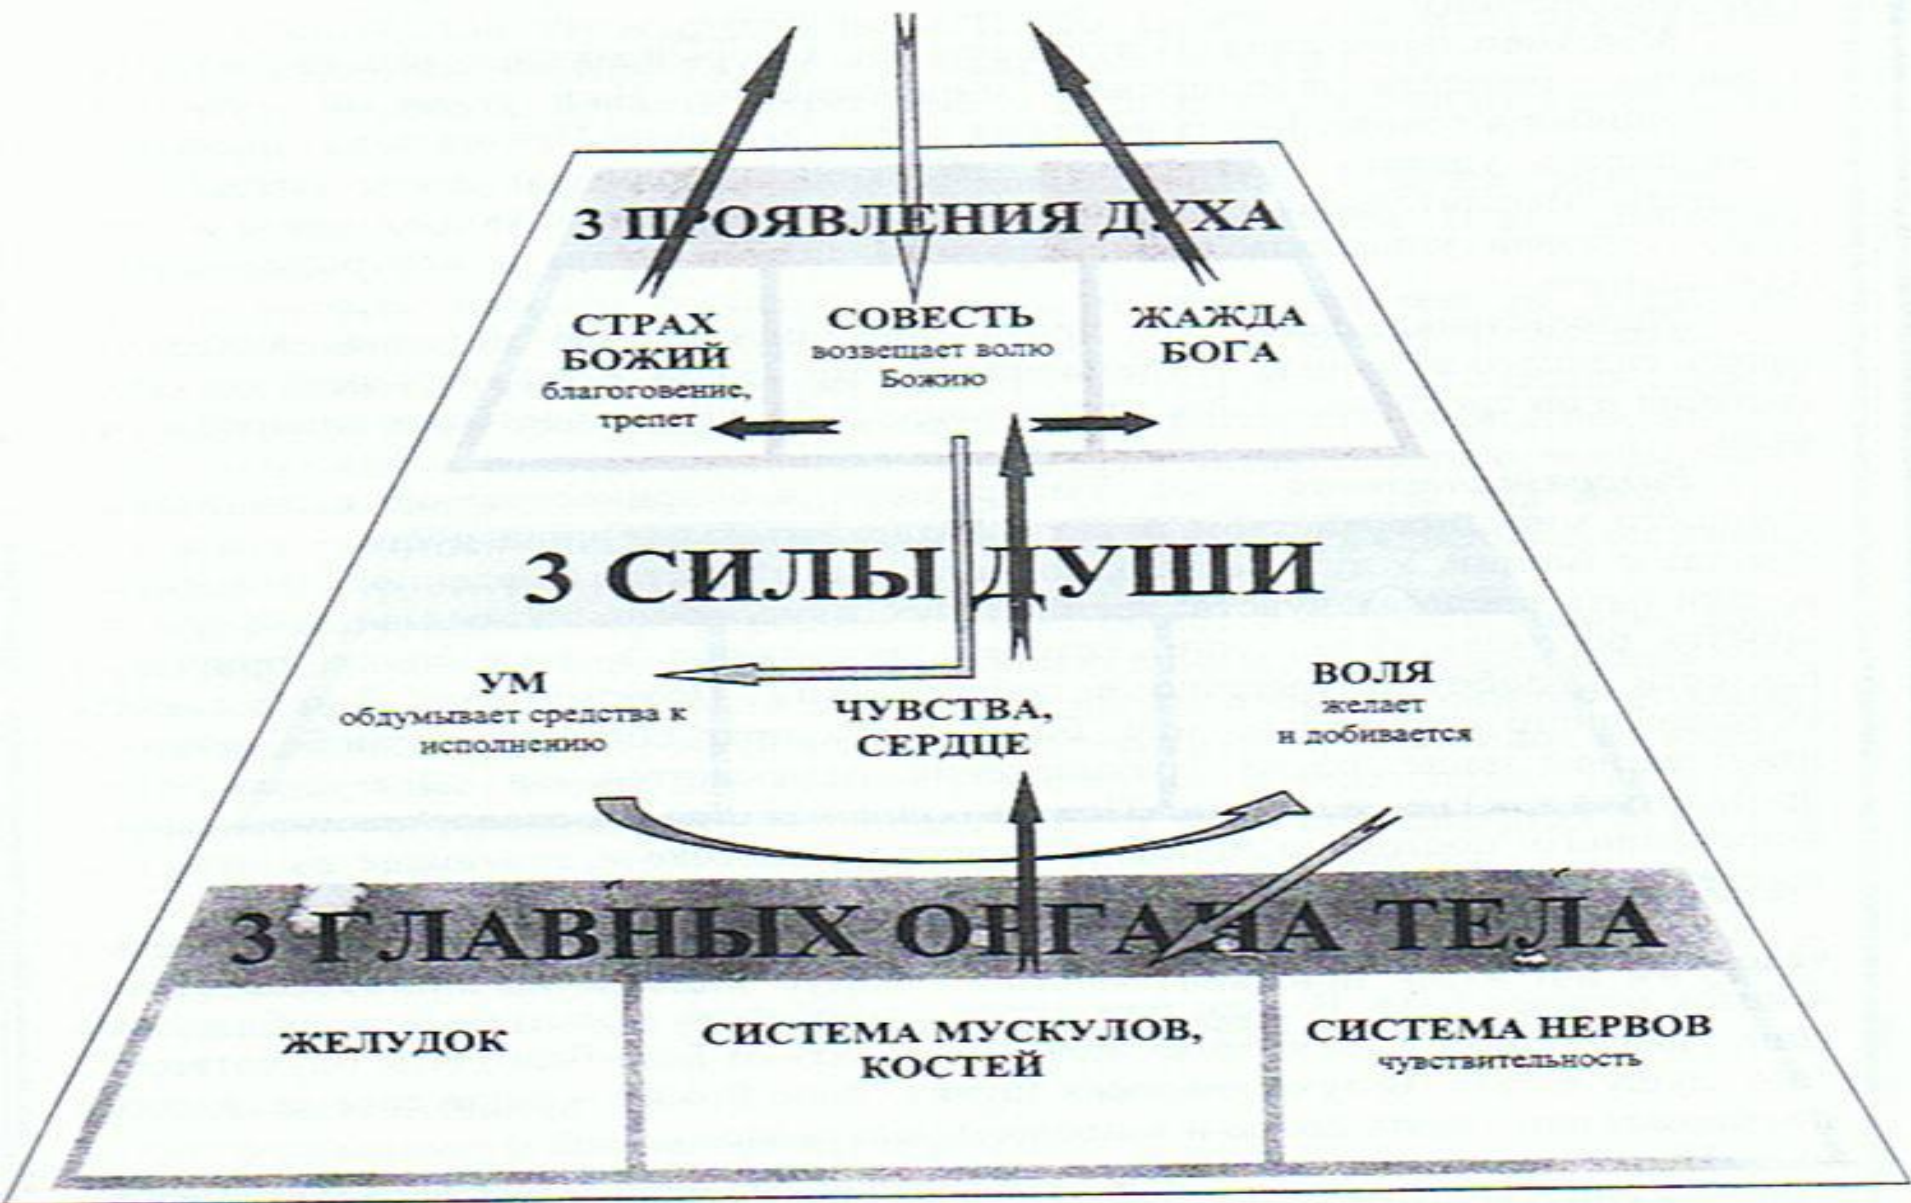 3 ПРОЯВЛЕНИЯ ДУХА
СТРАХ
БОЖИЙ
благоговение,
трепет
СОВЕСТЬ
возвещает волю
Божию
ЖАЖДА
БОГА
3 СИЛЫ ДУШИ
УМ
обдумывает средства к
исполнению
ЧУВСТВА,
СЕРДЦЕ
ВОЛЯ
желает
и добивается
3 ГЛАВНЫХ ОРГАНА ТЕЛА
ЖЕЛУДОК
СИСТЕМА МУСКУЛОВ,
КОСТЕЙ
СИСТЕМА НЕРВОВ
чувствительность